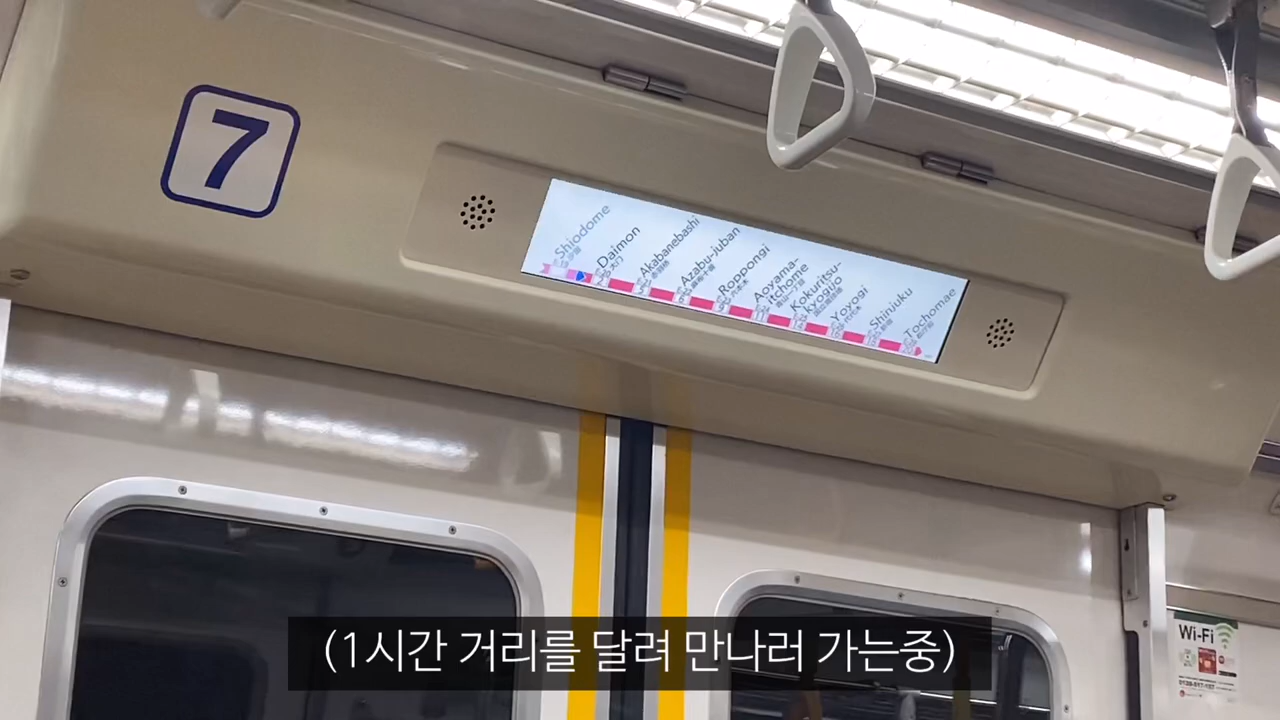 7
Shiodome
Daimon
Akabanebashi
Azabu-juban
Roppongi
Aoyama-
itchome
Kokuritsu-
kyogijo
Yoyogi
Shinjuku
Tochomae
Wi-Fi
(1시간 거리를 달려 만나러 가는중)